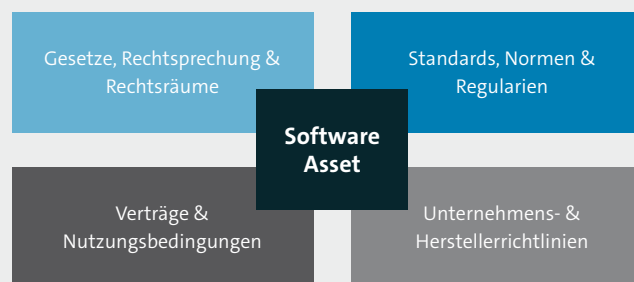 Gesetze, Rechtsprechung &
Rechtsräume
Standards, Normen &
Regularien
Software
Asset
Verträge &
Nutzungsbedingungen
Unternehmens- &
Herstellerrichtlinien